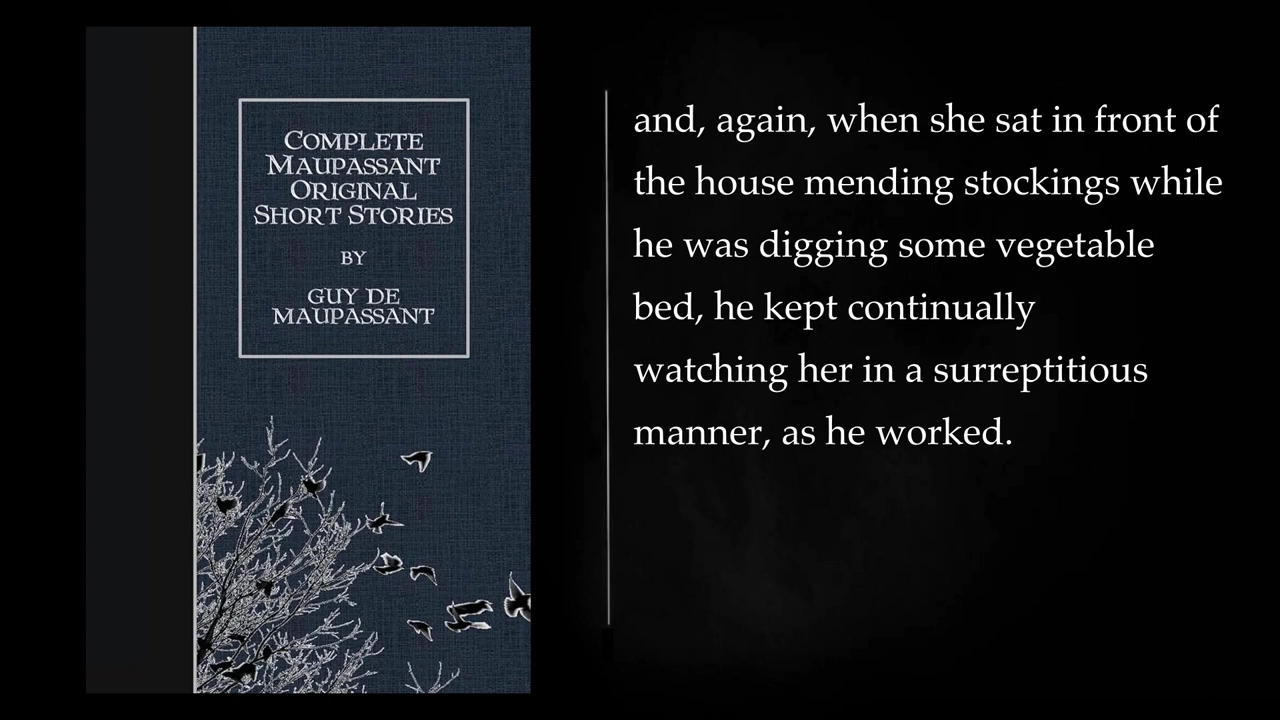 COMPLETE
MAUPASSANT
ORIGINAL
SHORT STORIES
BY
GUY DE
MAUPASSANT
and, again, when she sat in front of
the house mending stockings while
he was digging some vegetable
bed, he kept continually
watching her in a surreptitious
manner, as he worked.